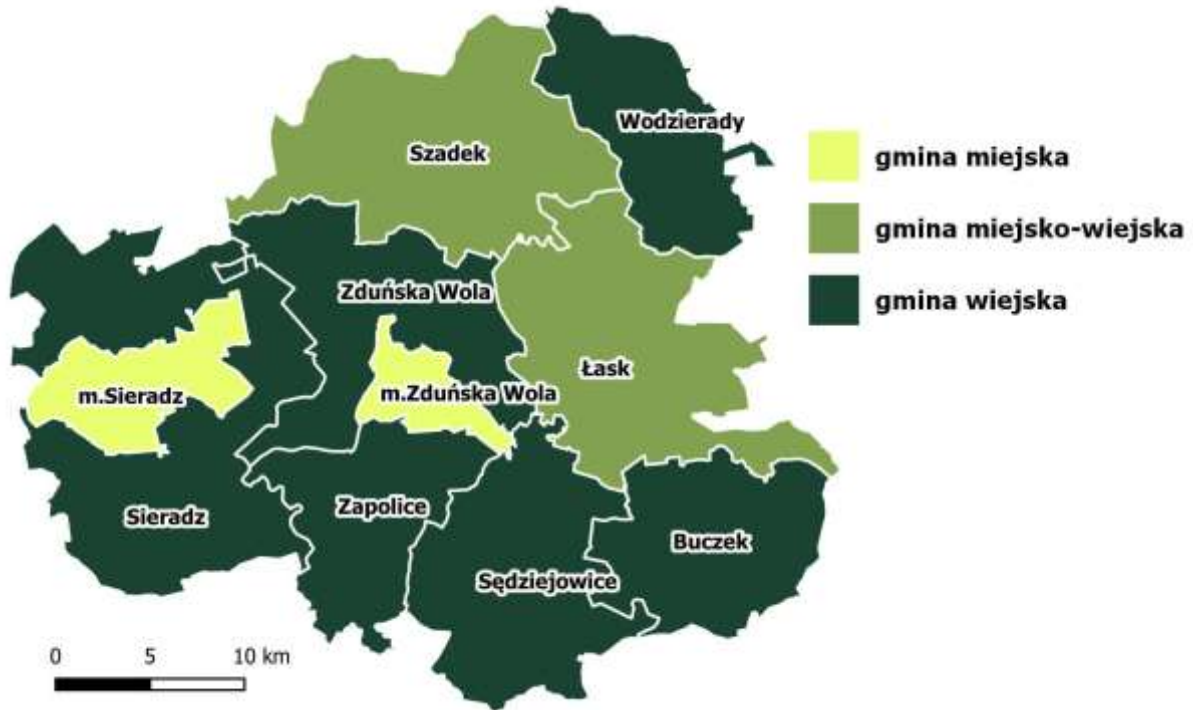 Wodzierady
Szadek
gmina miejska
gmina miejsko-wiejska
gmina wiejska
Zduńska Wola
Łask
m.Sieradz
m.Zduńska Wola
Zapolice
Sieradz
Buczek
Sędziejowice
0 5 10 km